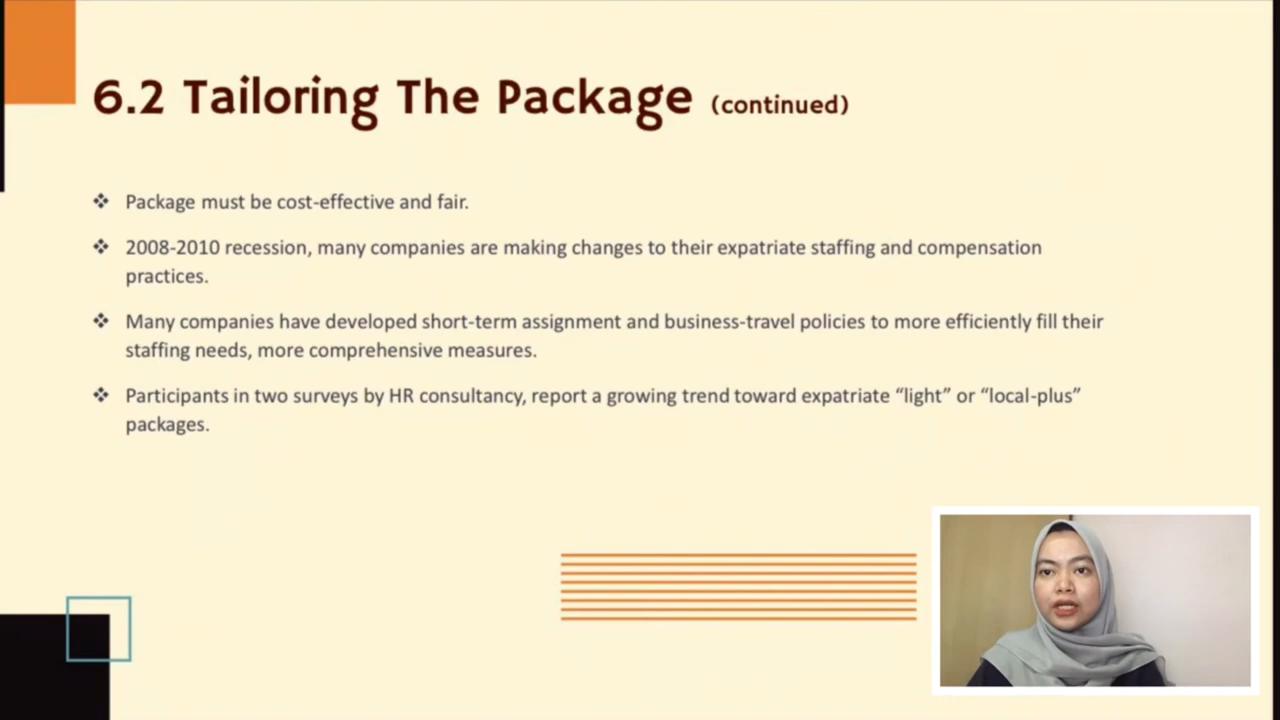 6.2 Tailoring The Package (continued)
❖ Package must be cost-effective and fair.
❖ 2008-2010 recession, many companies are making changes to their expatriate staffing and compensation
practices.
❖ Many companies have developed short-term assignment and business-travel policies to more efficiently fill their
staffing needs, more comprehensive measures.
❖ Participants in two surveys by HR consultancy, report a growing trend toward expatriate “light” or “local-plus”
packages.